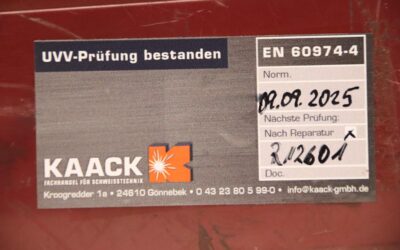 UVV-Prüfung bestanden
EN 60974-4
Norm.
09.09.2025
Nächste Prüfung:
Nach Reparatur X
R12601
Doc.
KAACK
FACHHANDEL FÜR SCHWEISSTECHNIK
Kroogredder 1a • 24610 Gönnebek • 0 43 23 80 5 99-0 • info@kaack-gmbh.de